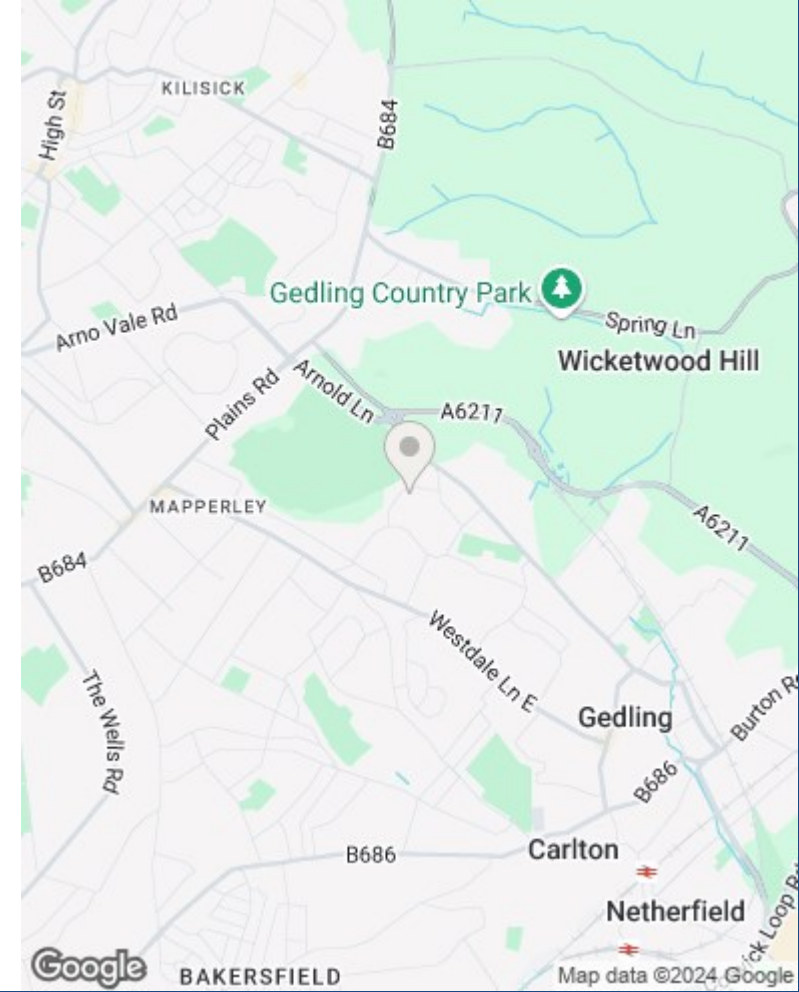 KILISICK
High St
B684
Gedling Country Park
Arno Vale Rd
Spring Ln
Wicketwood Hill
Arnold Ln
Plains Rd
A6211
MAPPERLEY
A6211
B684
Westdale Ln E
The Wells Rd
Gedling
Burton
B686
B686
Carlton
Netherfield
Loop
Google
BAKERSFIELD
Map data ©2024 Google